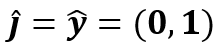 ĵ = ŷ = (0, 1)